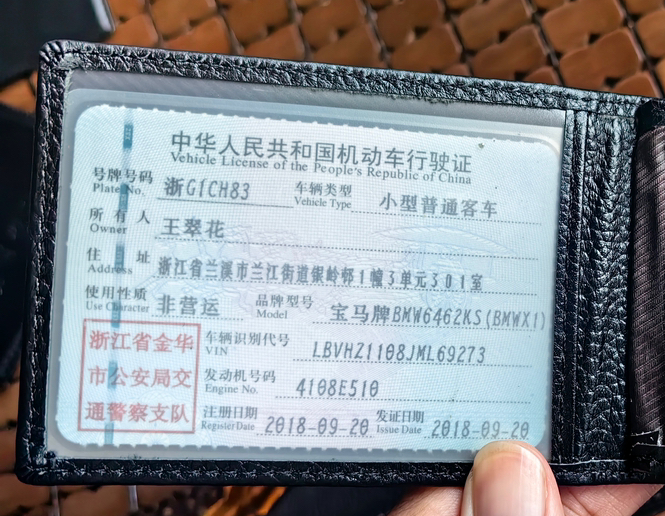 中华人民共和国机动车行驶证
Vehicle License of the People's Republic of China
号牌号码 浙G1CH83 车辆类型 小型普通客车
Plate No. Vehicle Type
所有人 王翠花
Owner
住址 浙江省兰溪市兰江街道银岭邨1幢3单元301室
Address
使用性质 非营运 品牌型号 宝马牌BMW6462KS(BMWX1)
Use Character Model
浙江省金华
市公安局交
通警察支队
车辆识别代号 LBVHZ1108JML69273
VIN
发动机号码 4108E510
Engine No.
注册日期 2018-09-20 发证日期 2018-09-20
Register Date Issue Date